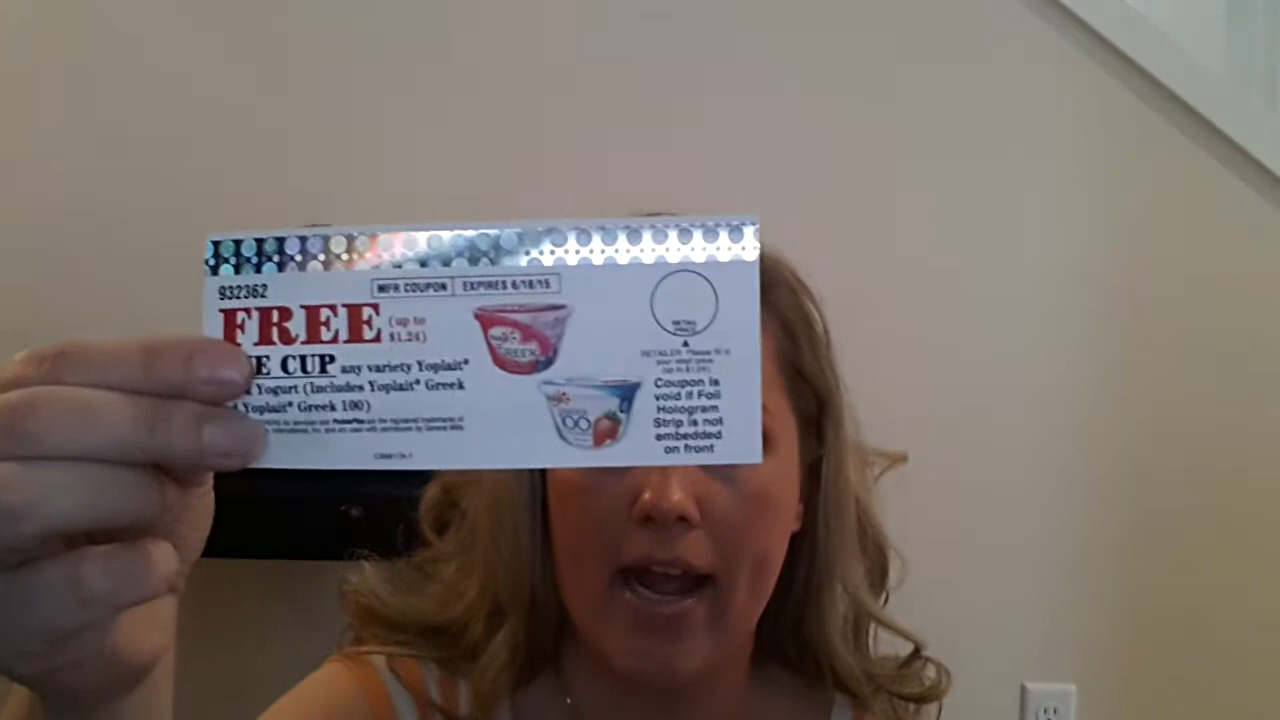 932362
MFR COUPON EXPIRES 6/18/15
FREE (up to $1.24)
CUP any variety Yoplait®
Yogurt (Includes Yoplait® Greek
Yoplait® Greek 100)
GREEK
100
RETAIL PRICE
RETAILER: Please fill in
your retail price
(up to $1.24)
Coupon is
void if Foil
Hologram
Strip is not
embedded
on front